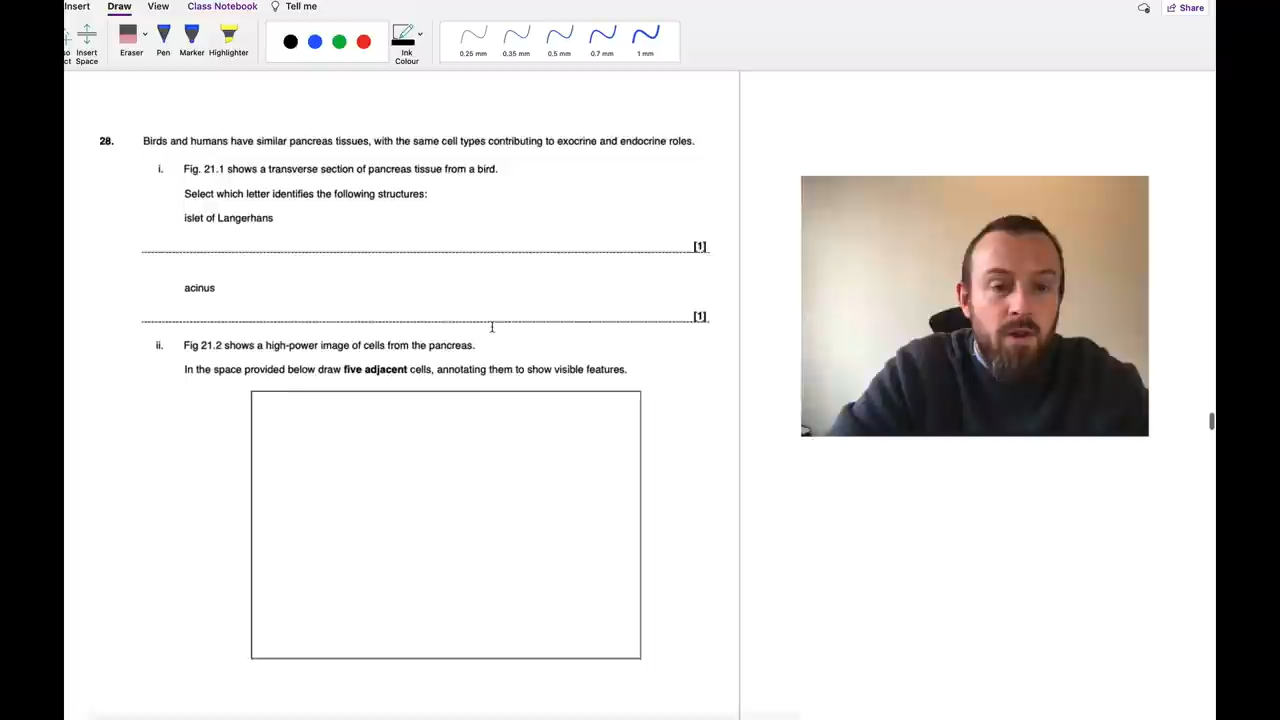 nsert Draw View Class Notebook Tell me
Share
Insert
Space
Eraser
Pen
Marker
Highlighter
Ink
Colour
0.25 mm
0.35 mm
0.5 mm
0.7 mm
1 mm
28. Birds and humans have similar pancreas tissues, with the same cell types contributing to exocrine and endocrine roles.
i. Fig. 21.1 shows a transverse section of pancreas tissue from a bird.
Select which letter identifies the following structures:
islet of Langerhans
[1]
acinus
[1]
ii. Fig 21.2 shows a high-power image of cells from the pancreas.
In the space provided below draw five adjacent cells, annotating them to show visible features.